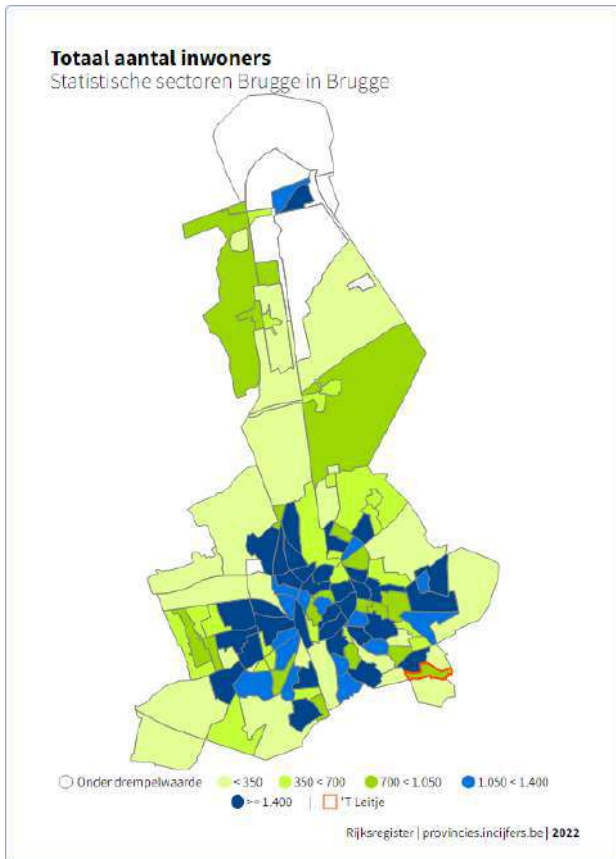 Totaal aantal inwoners
Statistische sectoren Brugge in Brugge
Onder drempelwaarde < 350 350 < 700 700 < 1.050 1.050 < 1.400
>= 1.400 'T Leitje
Rijksregister | provincies.incijfers.be | 2022